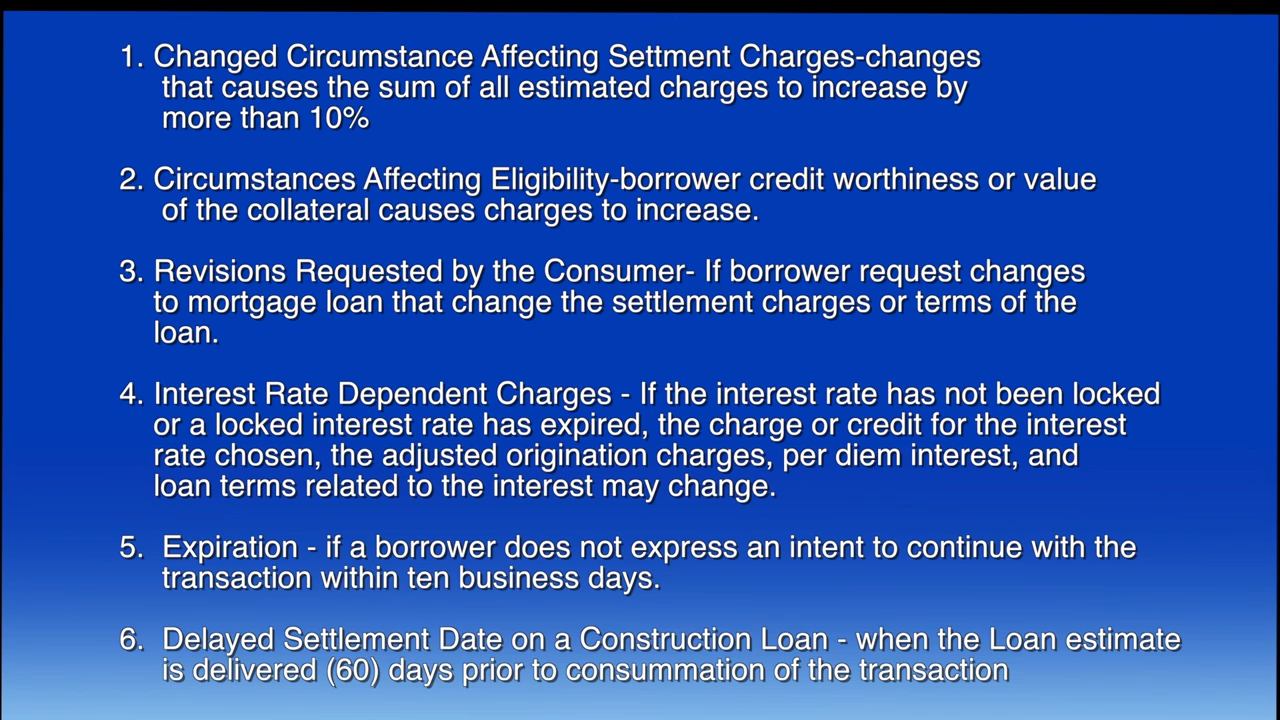 1. Changed Circumstance Affecting Settment Charges-changes
that causes the sum of all estimated charges to increase by
more than 10%
2. Circumstances Affecting Eligibility-borrower credit worthiness or value
of the collateral causes charges to increase.
3. Revisions Requested by the Consumer- If borrower request changes
to mortgage loan that change the settlement charges or terms of the
loan.
4. Interest Rate Dependent Charges - If the interest rate has not been locked
or a locked interest rate has expired, the charge or credit for the interest
rate chosen, the adjusted origination charges, per diem interest, and
loan terms related to the interest may change.
5. Expiration - if a borrower does not express an intent to continue with the
transaction within ten business days.
6. Delayed Settlement Date on a Construction Loan - when the Loan estimate
is delivered (60) days prior to consummation of the transaction